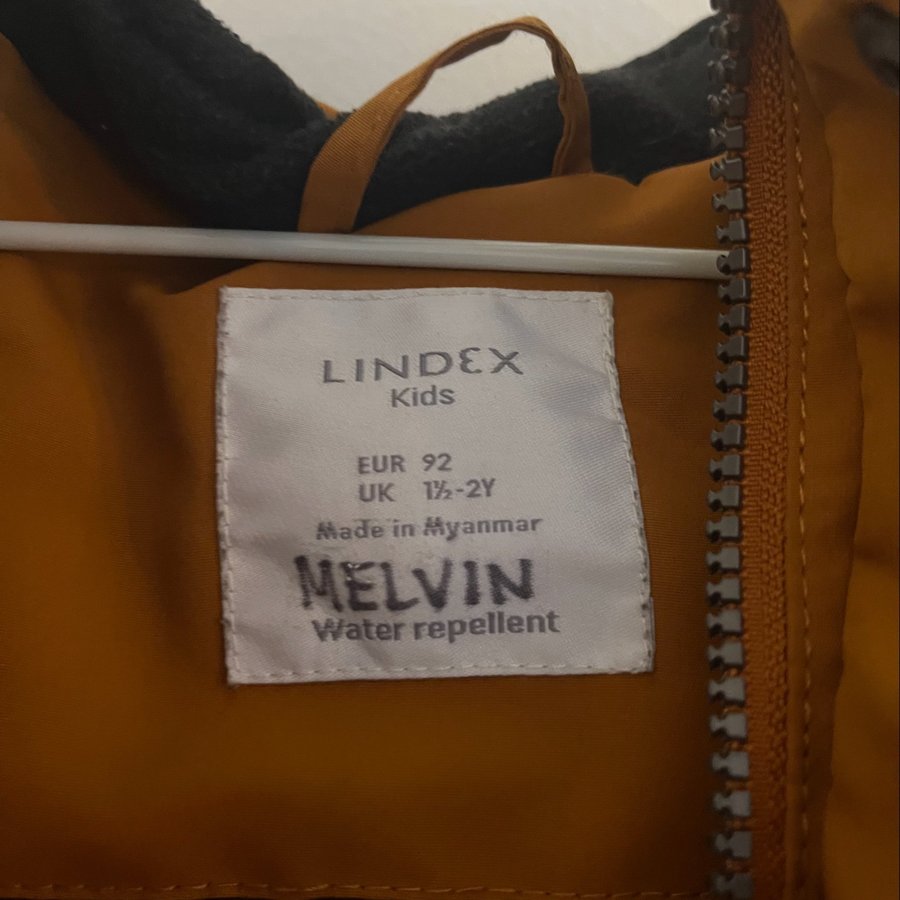 LINDEX
Kids
EUR 92
UK 1½-2Y
Made in Myanmar
MELVIN
Water repellent